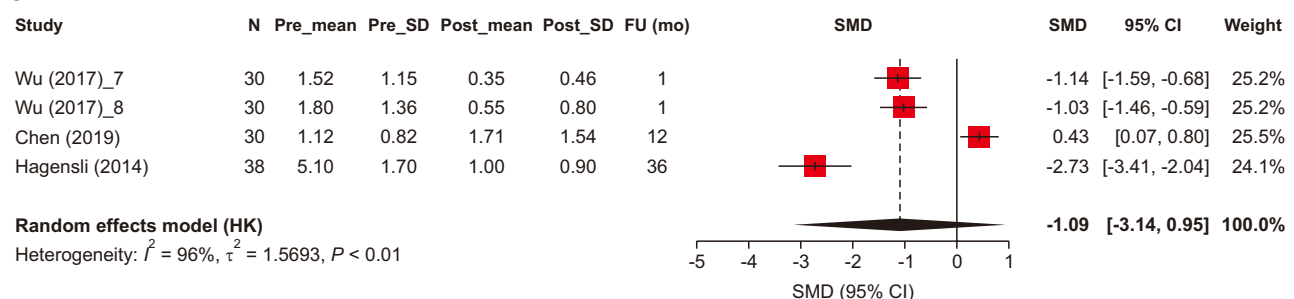 Study N Pre_mean Pre_SD Post_mean Post_SD FU (mo) SMD SMD 95% CI Weight
Wu (2017)_7 30 1.52 1.15 0.35 0.46 1 -1.14 [-1.59, -0.68] 25.2%
Wu (2017)_8 30 1.80 1.36 0.55 0.80 1 -1.03 [-1.46, -0.59] 25.2%
Chen (2019) 30 1.12 0.82 1.71 1.54 12 0.43 [0.07, 0.80] 25.5%
Hagensli (2014) 38 5.10 1.70 1.00 0.90 36 -2.73 [-3.41, -2.04] 24.1%
Random effects model (HK) -1.09 [-3.14, 0.95] 100.0%
Heterogeneity: I² = 96%, τ² = 1.5693, P < 0.01
-5 -4 -3 -2 -1 0 1
SMD (95% CI)